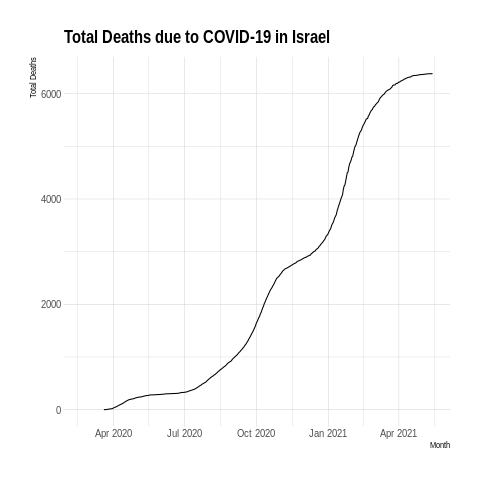 Total Deaths due to COVID-19 in Israel
Total Deaths
6000
4000
2000
0
Apr 2020 Jul 2020 Oct 2020 Jan 2021 Apr 2021
Month